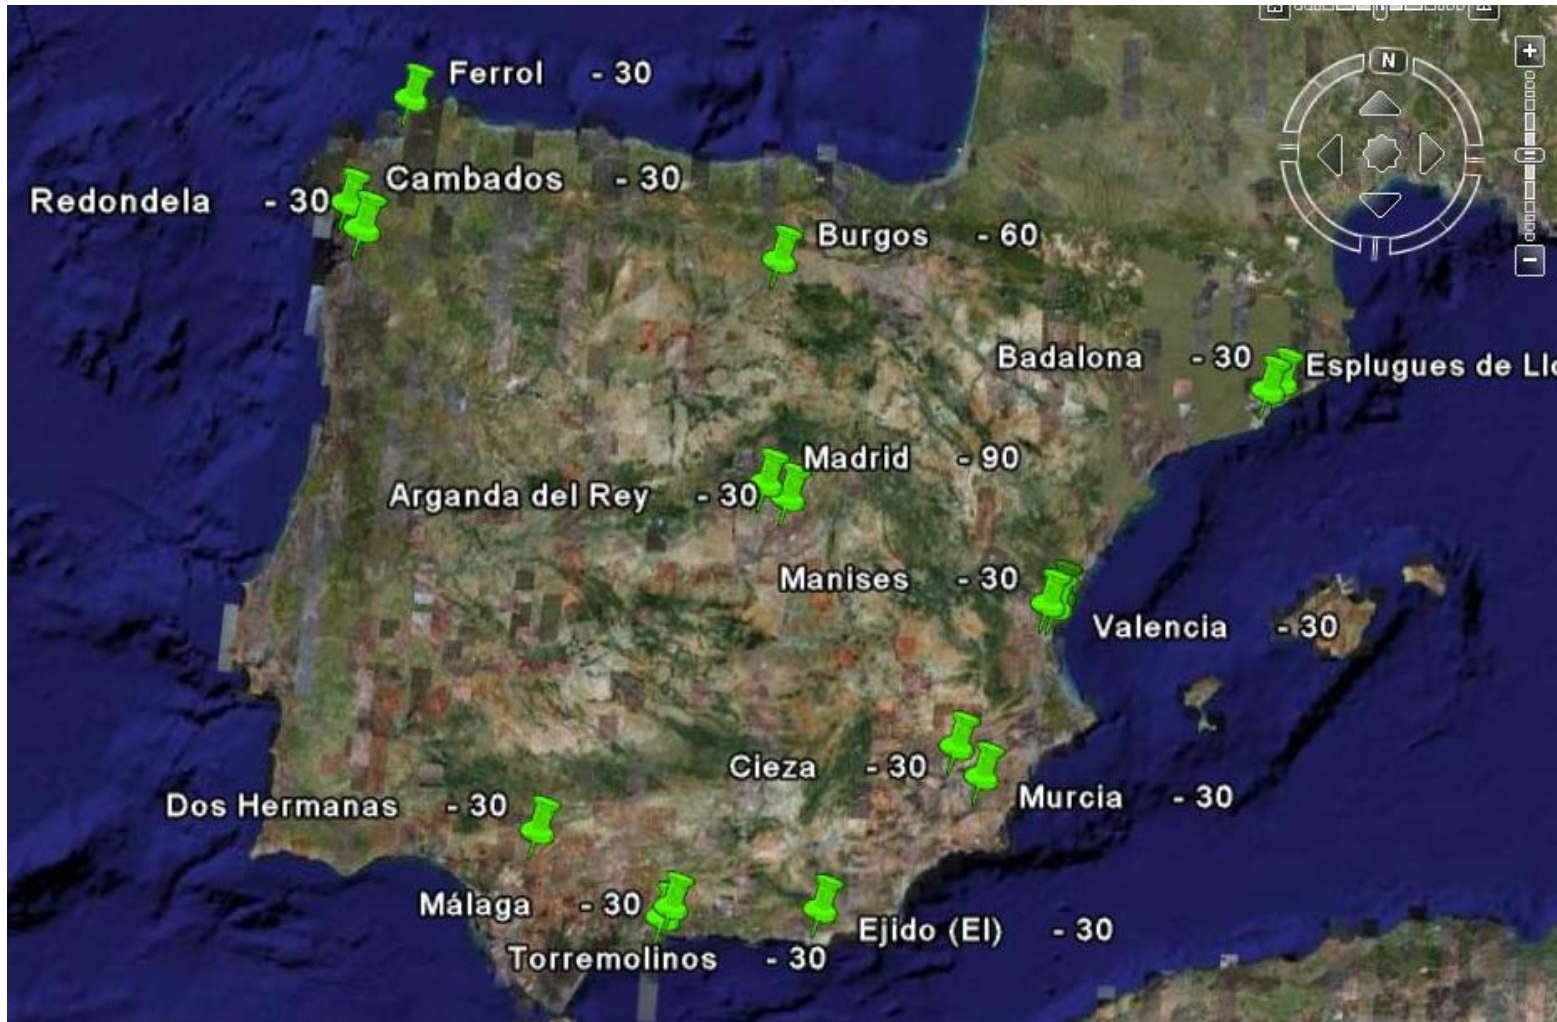 Ferrol - 30
N
Cambados - 30
Redondela - 30
Burgos - 60
Badalona - 30
Esplugues de Llo
Madrid - 90
Arganda del Rey - 30
Manises - 30
Valencia - 30
Cieza - 30
Murcia - 30
Dos Hermanas - 30
Málaga - 30
Ejido (El) - 30
Torremolinos - 30